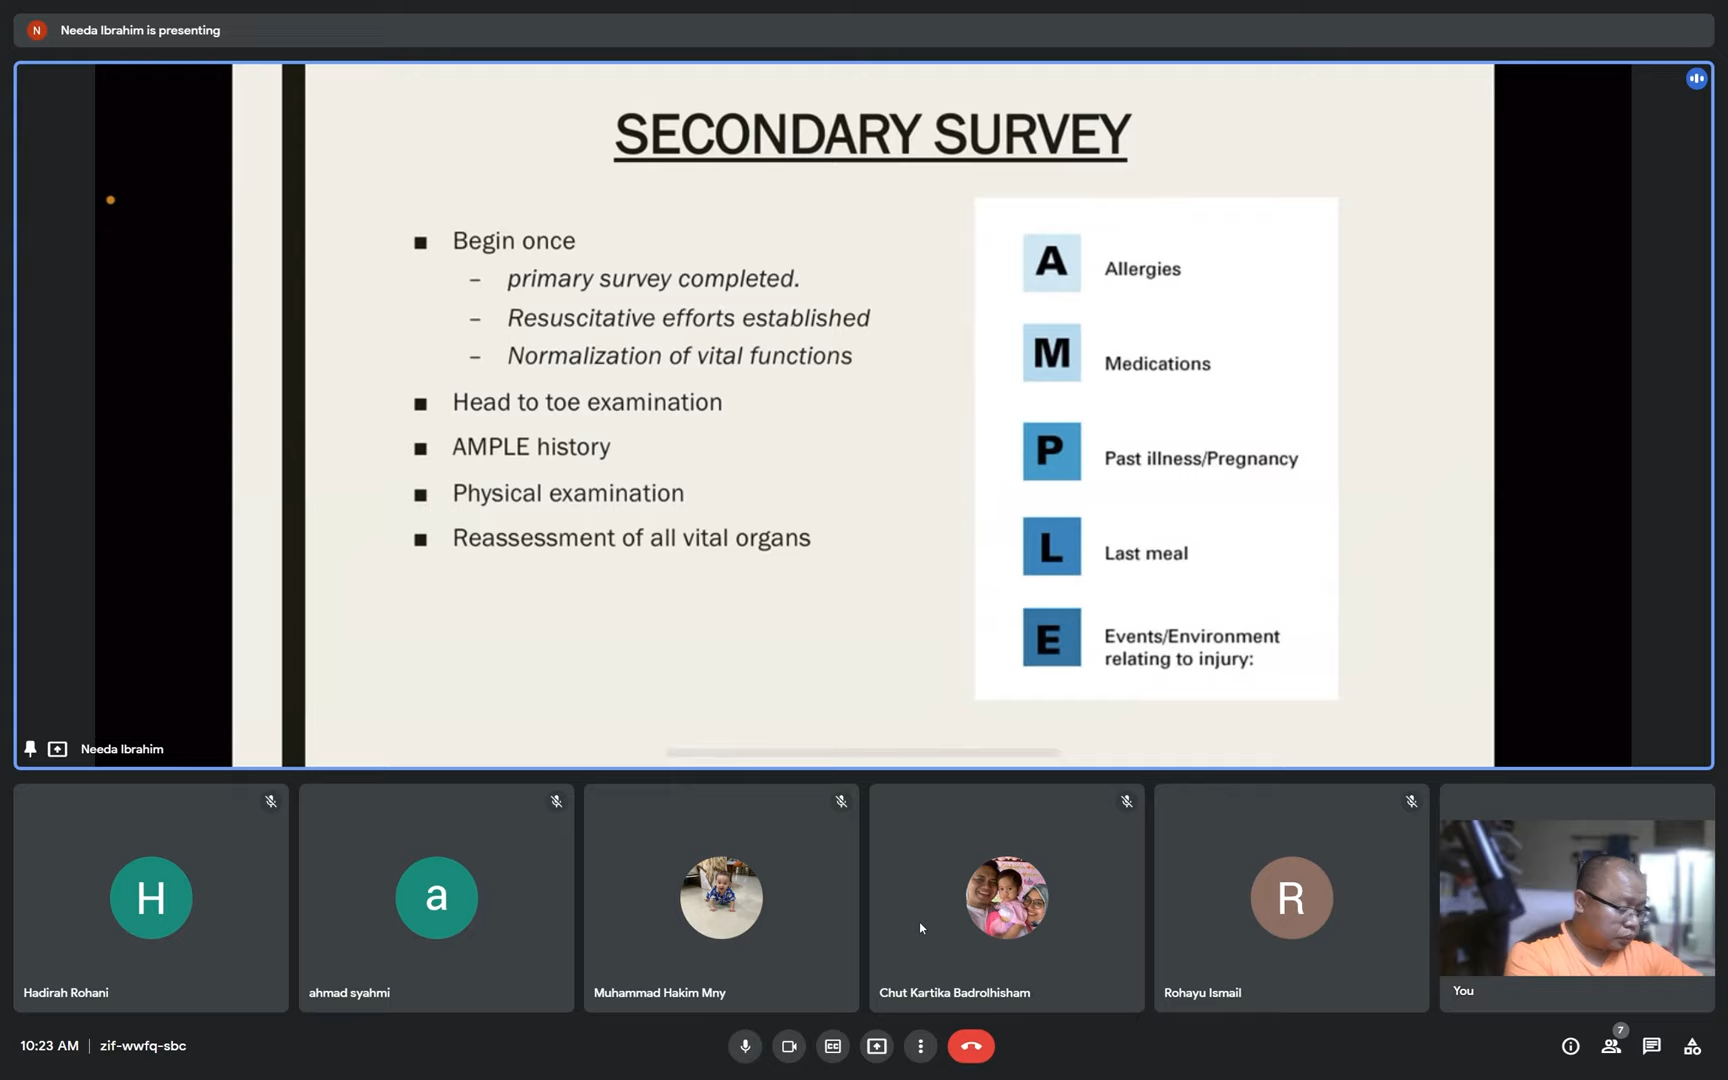 N
Needa Ibrahim is presenting
SECONDARY SURVEY
■ Begin once
– primary survey completed.
– Resuscitative efforts established
– Normalization of vital functions
■ Head to toe examination
■ AMPLE history
■ Physical examination
■ Reassessment of all vital organs
A Allergies
M Medications
P Past illness/Pregnancy
L Last meal
E Events/Environment
relating to injury:
Needa Ibrahim
H
Hadirah Rohani
a
ahmad syahmi
Muhammad Hakim Mny
Chut Kartika Badrolhisham
R
Rohayu Ismail
You
10:23 AM | zif-wwfq-sbc
CC
7